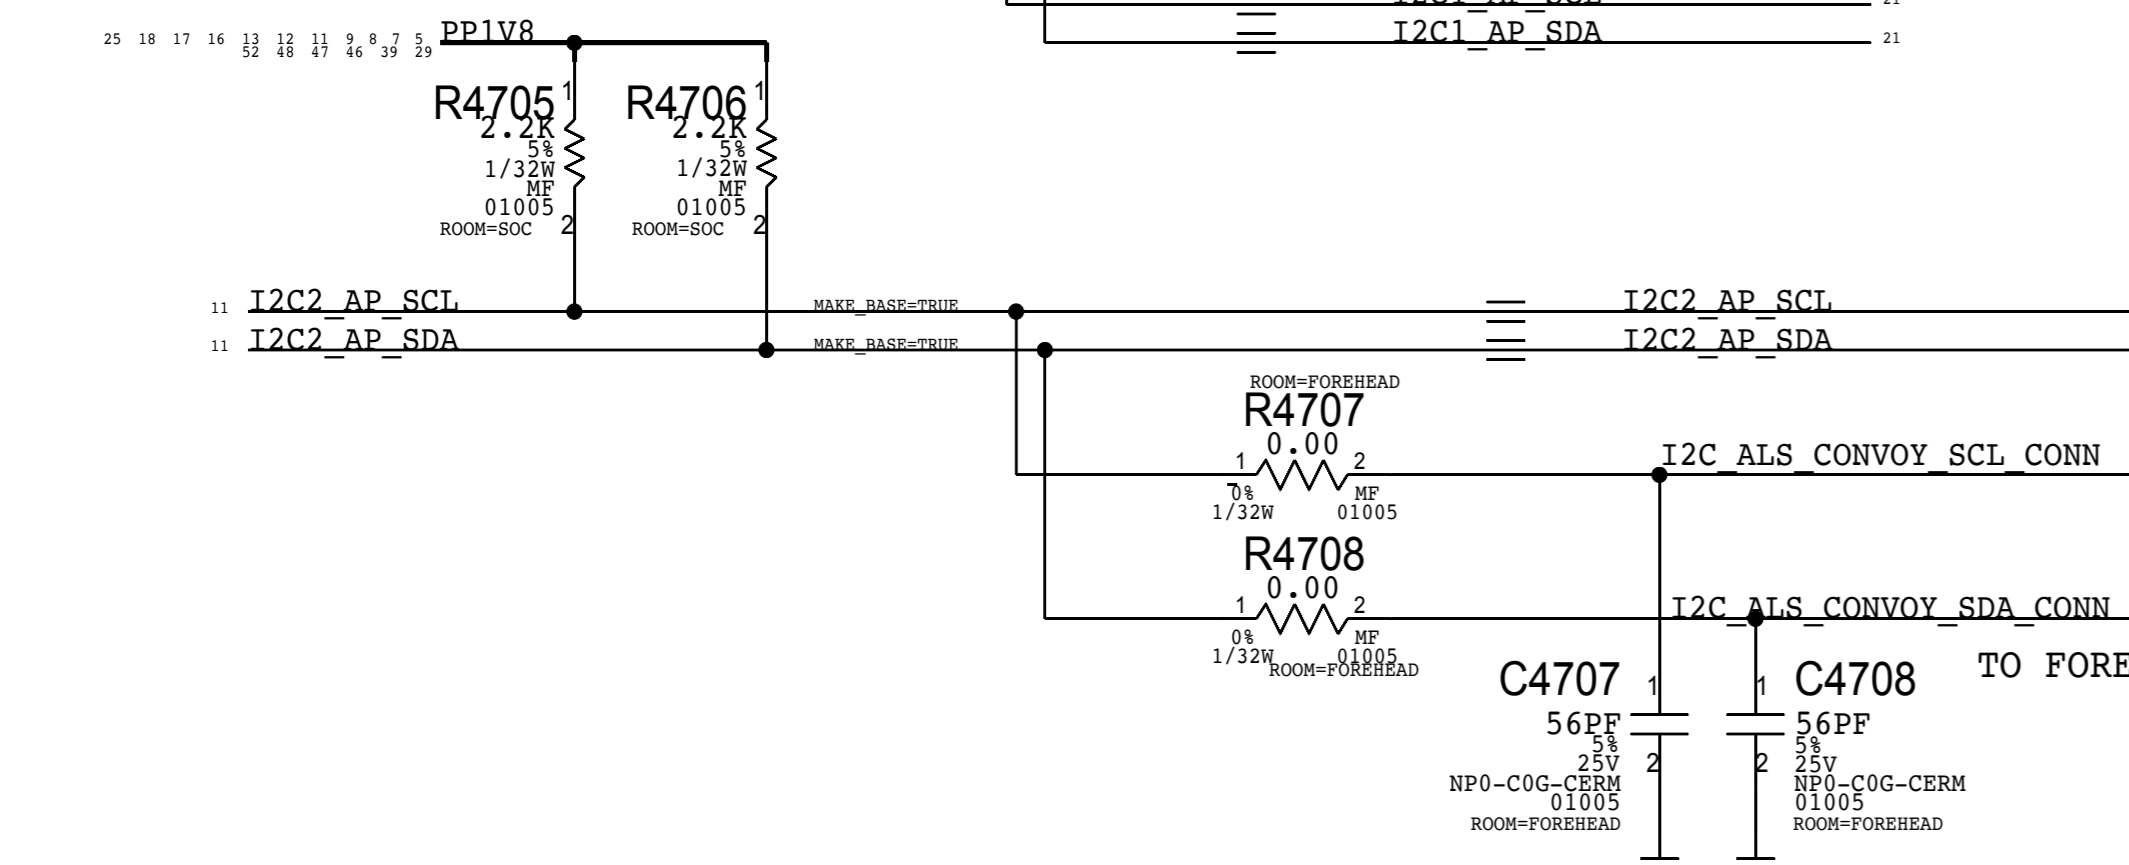 I2C1_AP_SCL 21
I2C1_AP_SDA 21
25 18 17 16 13 12 11 9 8 7 5 PP1V8
52 48 47 46 39 29
R4705 1
2.2K
5%
1/32W
MF
01005
ROOM=SOC 2
R4706 1
2.2K
5%
1/32W
MF
01005
ROOM=SOC 2
11 I2C2_AP_SCL MAKE_BASE=TRUE I2C2_AP_SCL
11 I2C2_AP_SDA MAKE_BASE=TRUE I2C2_AP_SDA
ROOM=FOREHEAD
R4707
0.00
1 2 I2C_ALS_CONVOY_SCL_CONN
0% MF
1/32W 01005
R4708
0.00
1 2 I2C_ALS_CONVOY_SDA_CONN
0% MF
1/32W 01005
ROOM=FOREHEAD
TO FORE
C4707 1
56PF
5%
25V 2
NP0-C0G-CERM
01005
ROOM=FOREHEAD
1 C4708
56PF
5%
2 25V
NP0-C0G-CERM
01005
ROOM=FOREHEAD